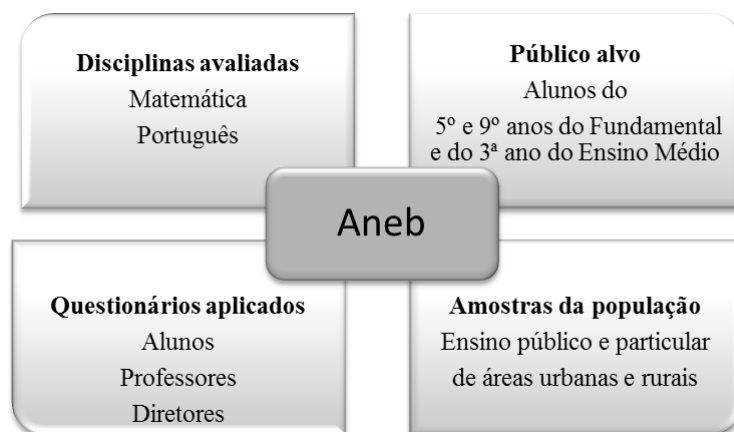 Disciplinas avaliadas
Matemática
Português
Público alvo
Alunos do
5º e 9º anos do Fundamental
e do 3ª ano do Ensino Médio
Aneb
Questionários aplicados
Alunos
Professores
Diretores
Amostras da população
Ensino público e particular
de áreas urbanas e rurais